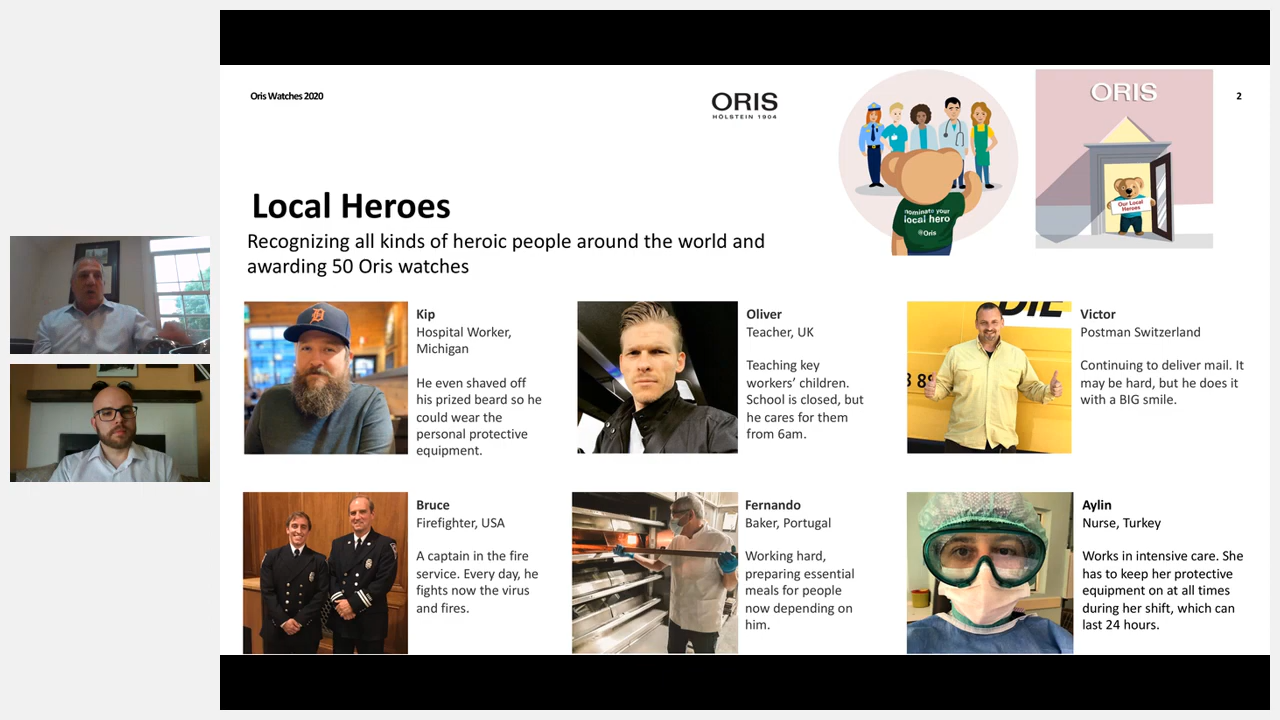 Oris Watches 2020
ORIS
HÖLSTEIN 1904
2
nominate your
local hero
@Oris
ORIS
Our Local
Heroes
Local Heroes
Recognizing all kinds of heroic people around the world and
awarding 50 Oris watches
Kip
Hospital Worker,
Michigan
He even shaved off
his prized beard so he
could wear the
personal protective
equipment.
Oliver
Teacher, UK
Teaching key
workers’ children.
School is closed, but
he cares for them
from 6am.
DIE
8 89
Victor
Postman Switzerland
Continuing to deliver mail. It
may be hard, but he does it
with a BIG smile.
Bruce
Firefighter, USA
A captain in the fire
service. Every day, he
fights now the virus
and fires.
Fernando
Baker, Portugal
Working hard,
preparing essential
meals for people
now depending on
him.
Aylin
Nurse, Turkey
Works in intensive care. She
has to keep her protective
equipment on at all times
during her shift, which can
last 24 hours.